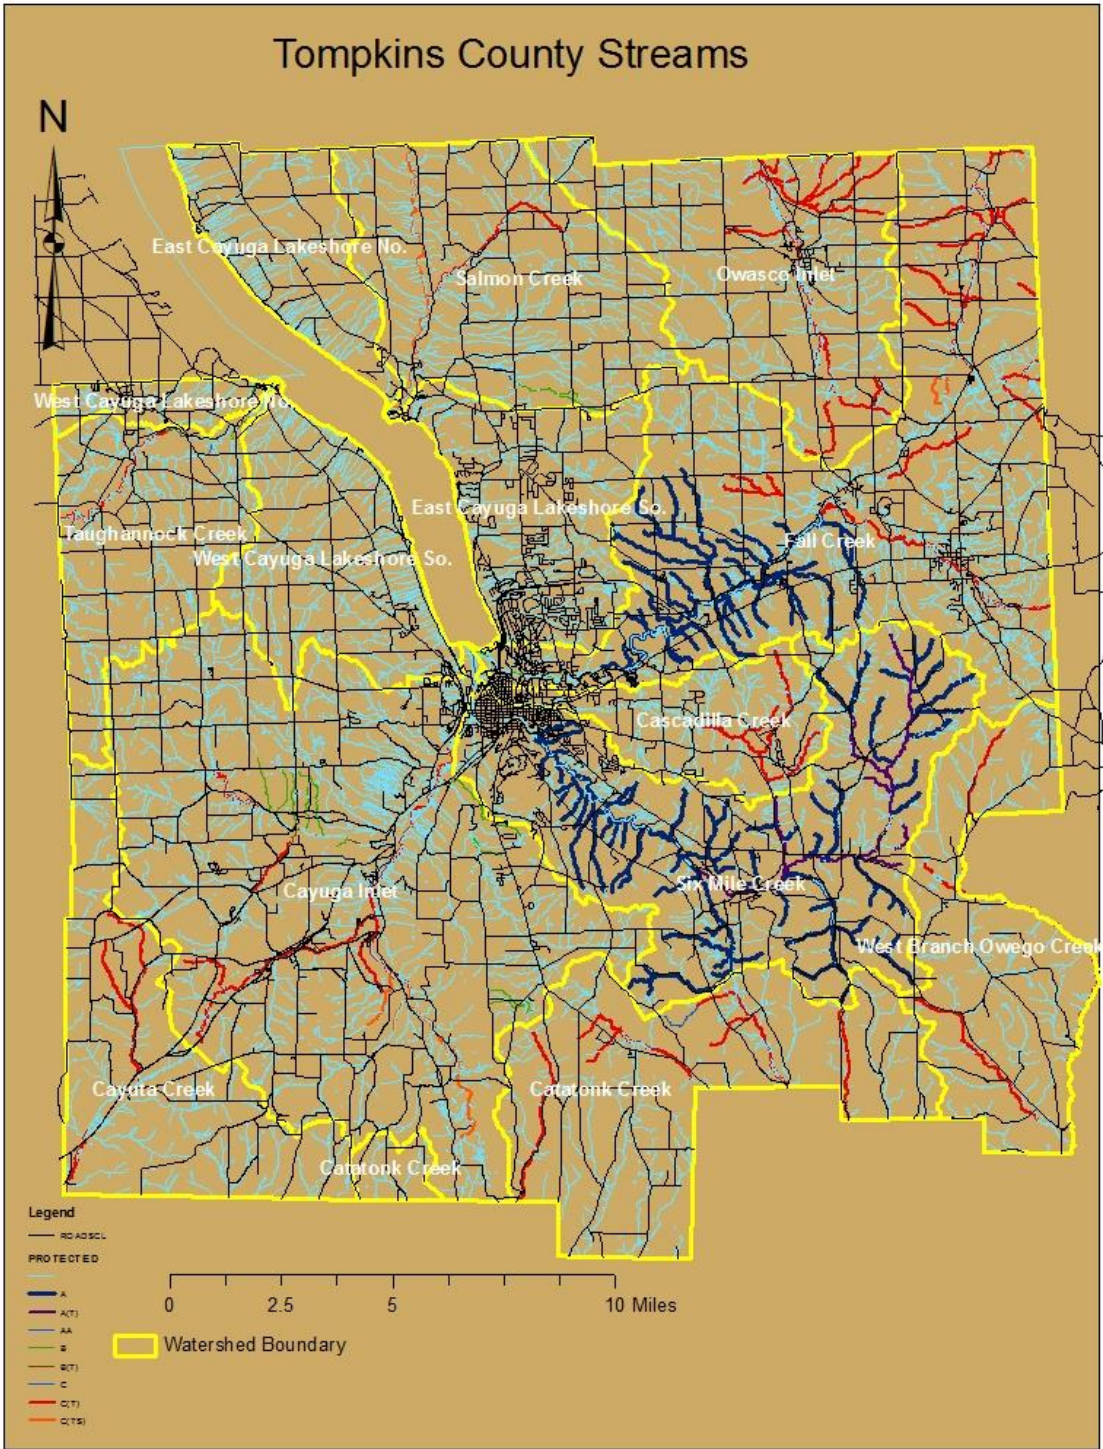 Tompkins County Streams
N
East Cayuga Lakeshore No.
Salmon Creek
Owasco Inlet
West Cayuga Lakeshore No.
East Cayuga Lakeshore So.
Taughannock Creek
Fall Creek
West Cayuga Lakeshore So.
Cascadilla Creek
Six Mile Creek
Cayuga Inlet
West Branch Owego Creek
Cayuta Creek
Catatonk Creek
Catatonk Creek
Legend
ROADSCL
PROTECTED
A
A(T)
AA
B
B(T)
C
C(T)
C(TS)
0 2.5 5 10 Miles
Watershed Boundary